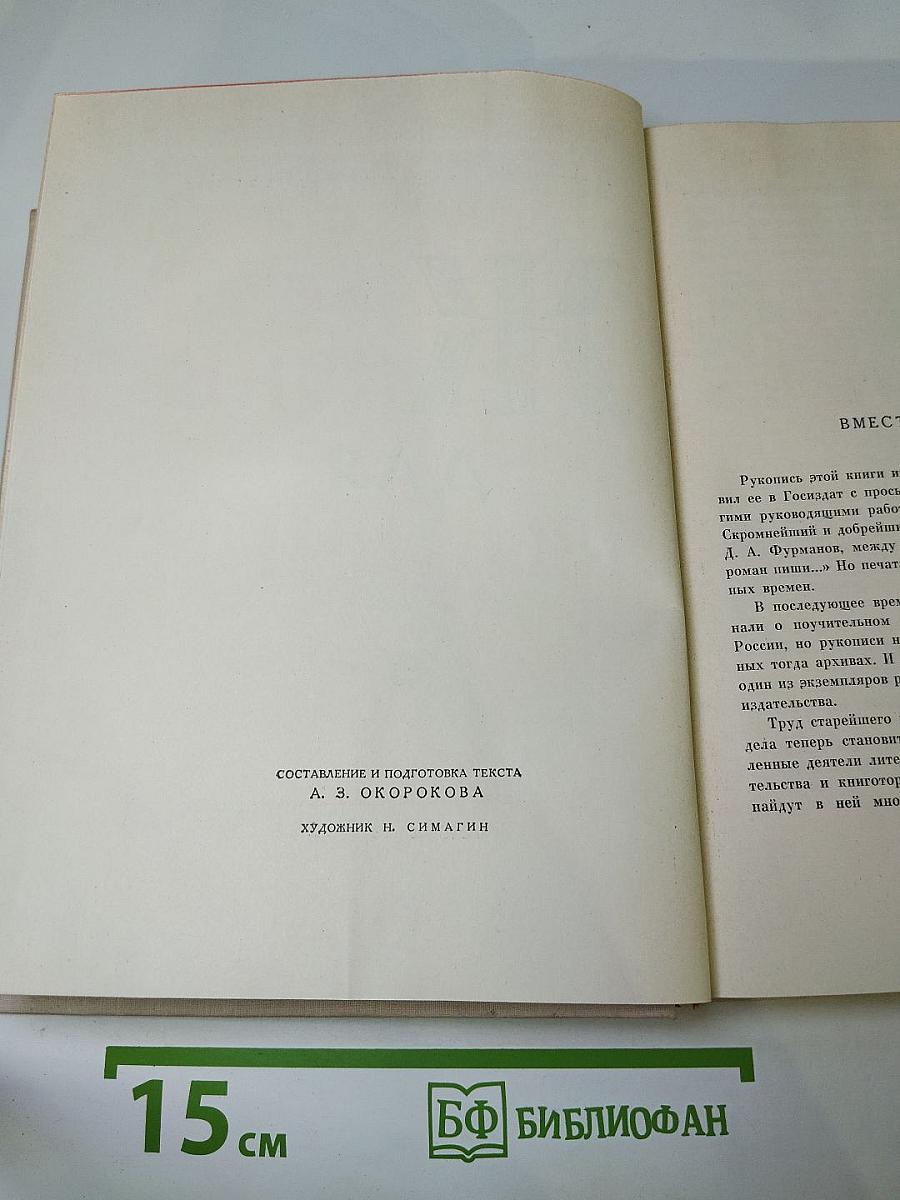 СОСТАВЛЕНИЕ И ПОДГОТОВКА ТЕКСТА
А. З. ОКОРОКОВА
ХУДОЖНИК Н. СИМАГИН
ВМЕСТ
Рукопись этой книги и
вил ее в Госиздат с прось
гими руководящими рабо
Скромнейший и добрейши
Д. А. Фурманов, между
роман пиши...» Но печат
ных времен.
В последующее врем
нали о поучительном
России, но рукописи н
ных тогда архивах. И
один из экземпляров р
издательства.
Труд старейшего
дела теперь становит
ленные деятели лите
тельства и книготор
найдут в ней мно
15 см
БФ БИБЛИОФАН